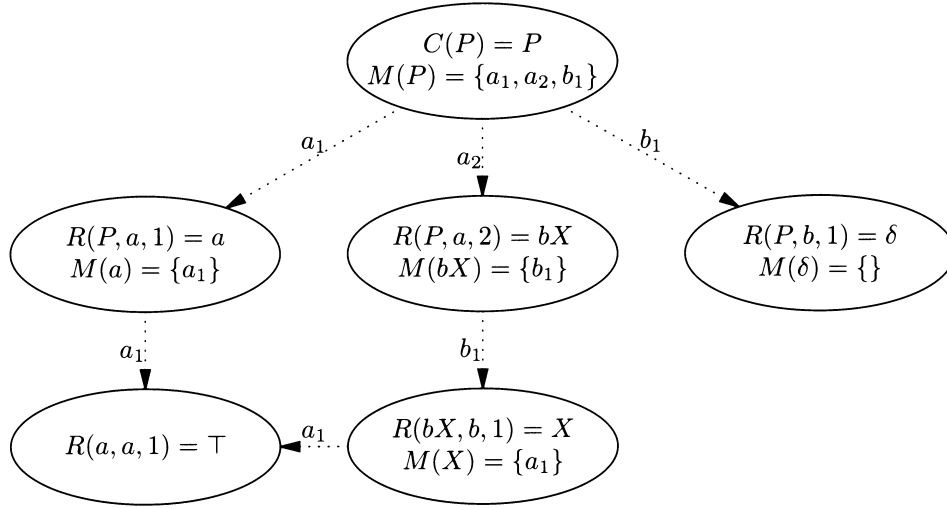 C(P) = P
M(P) = {a₁, a₂, b₁}
a₁
a₂
b₁
R(P, a, 1) = a
M(a) = {a₁}
R(P, a, 2) = bX
M(bX) = {b₁}
R(P, b, 1) = δ
M(δ) = {}
a₁
b₁
R(a, a, 1) = ⊤
a₁
R(bX, b, 1) = X
M(X) = {a₁}